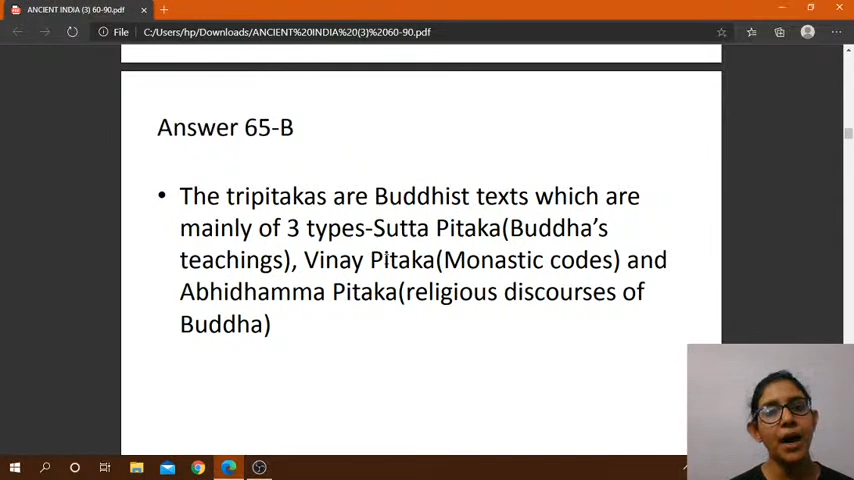 ANCIENT INDIA (3) 60-90.pdf
File
C:/Users/hp/Downloads/ANCIENT%20INDIA%20(3)%2060-90.pdf
Answer 65-B
• The tripitakas are Buddhist texts which are
mainly of 3 types-Sutta Pitaka(Buddha's
teachings), Vinay Pitaka(Monastic codes) and
Abhidhamma Pitaka(religious discourses of
Buddha)